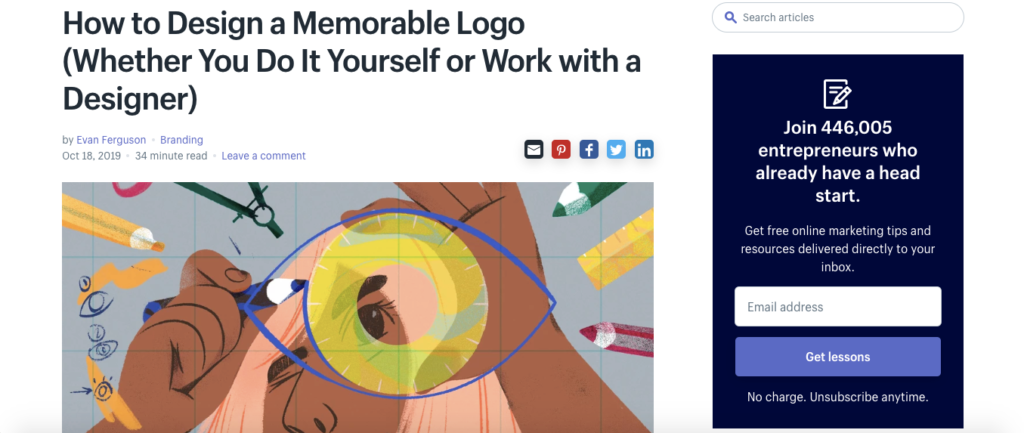 How to Design a Memorable Logo
(Whether You Do It Yourself or Work with a
Designer)
by Evan Ferguson • Branding
Oct 18, 2019 • 34 minute read • Leave a comment
Search articles
Join 446,005
entrepreneurs who
already have a head
start.
Get free online marketing tips and
resources delivered directly to your
inbox.
Email address
Get lessons
No charge. Unsubscribe anytime.